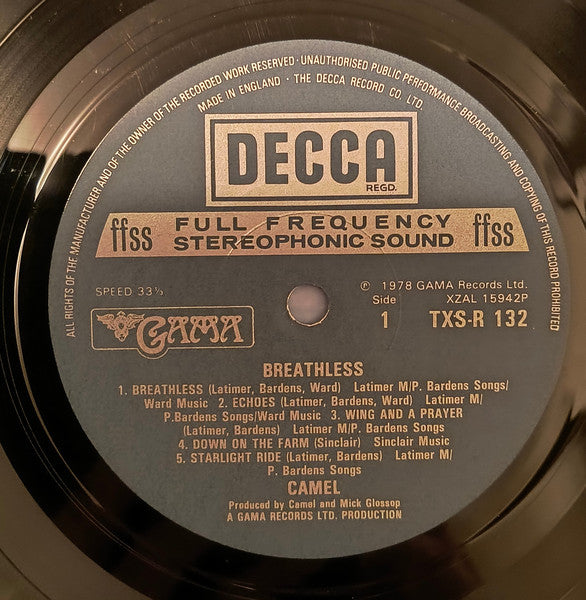 ALL RIGHTS OF THE MANUFACTURER AND OF THE OWNER OF THE RECORDED WORK RESERVED · UNAUTHORISED PUBLIC PERFORMANCE BROADCASTING AND COPYING OF THIS RECORD PROHIBITED
MADE IN ENGLAND · THE DECCA RECORD CO. LTD.
DECCA
REGD.
ffss FULL FREQUENCY STEREOPHONIC SOUND ffss
SPEED 33⅓
℗ 1978 GAMA Records Ltd.
Side XZAL 15942P
1 TXS-R 132
GAMA
BREATHLESS
1. BREATHLESS (Latimer, Bardens, Ward) Latimer M/P. Bardens Songs/
Ward Music 2. ECHOES (Latimer, Bardens, Ward) Latimer M/
P.Bardens Songs/Ward Music 3. WING AND A PRAYER
(Latimer, Bardens) Latimer M/P. Bardens Songs
4. DOWN ON THE FARM (Sinclair) Sinclair Music
5. STARLIGHT RIDE (Latimer, Bardens) Latimer M/
P. Bardens Songs
CAMEL
Produced by Camel and Mick Glossop
A GAMA RECORDS LTD. PRODUCTION